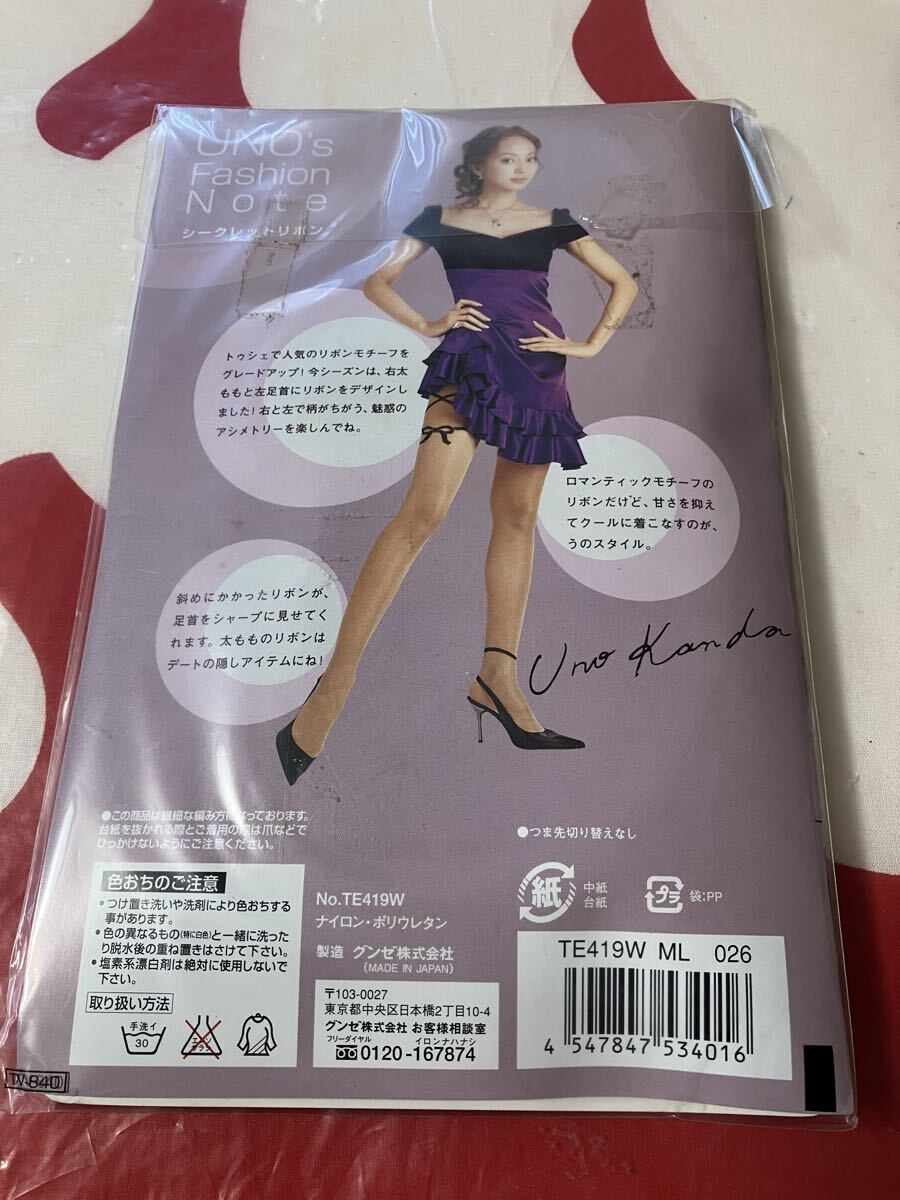 UNO's
Fashion
Note
シークレットリボン
トゥシェで人気のリボンモチーフを
グレードアップ!今シーズンは、右太
ももと左足首にリボンをデザインし
ました!右と左で柄がちがう、魅惑の
アシメトリーを楽しんでね。
ロマンティックモチーフの
リボンだけど、甘さを抑え
てクールに着こなすのが、
うのスタイル。
斜めにかかったリボンが、
足首をシャープに見せてく
れます。太もものリボンは
デートの隠しアイテムにね!
Uno Kanda
●この商品は繊細な編み方になっております。
台紙を抜かれる際とご着用の際は爪などで
ひっかけないようにご注意ください。
●つま先切り替えなし
色おちのご注意
•つけ置き洗いや洗剤により色おちする
事があります。
•色の異なるもの(特に白色)と一緒に洗った
り脱水後の重ね置きはさけて下さい。
•塩素系漂白剤は絶対に使用しないで
下さい。
取り扱い方法
手洗イ
30
No.TE419W
ナイロン・ポリウレタン
製造 グンゼ株式会社
(MADE IN JAPAN)
〒103-0027
東京都中央区日本橋2丁目10-4
グンゼ株式会社 お客様相談室
フリーダイヤル イロンナハナシ
0120-167874
紙
中紙
台紙
プラ
袋:PP
TE419W ML 026
4 547847 534016
W-840